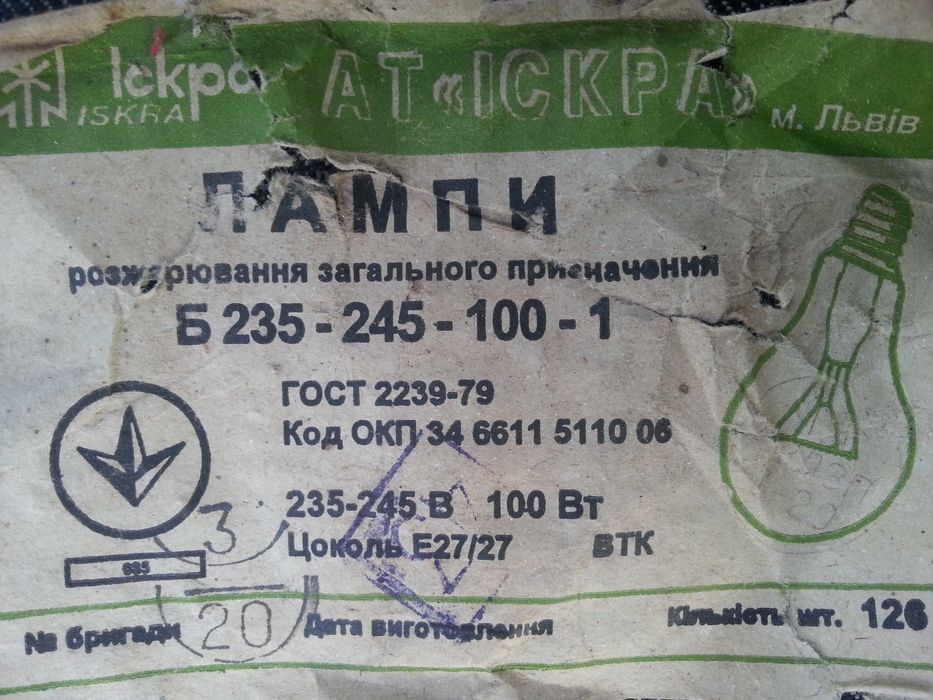 Іскра
ISKRA
АТ «ІСКРА»
м. Львів
ЛАМПИ
розжарювання загального призначення
Б 235 - 245 - 100 - 1
ГОСТ 2239-79
Код ОКП 34 6611 5110 06
235-245 В 100 Вт
Цоколь Е27/27 ВТК
3
035
20
№ бригади Дата виготовлення Кількість шт. 126